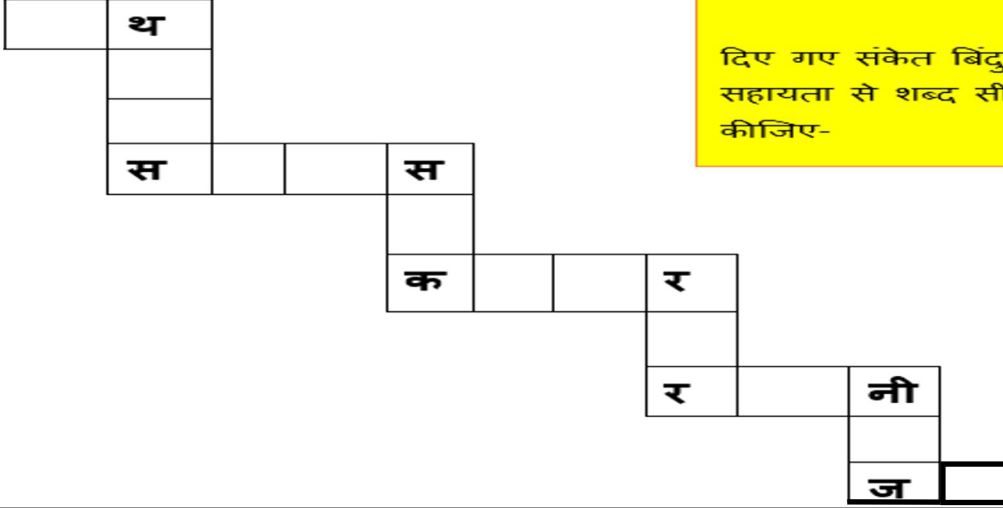 थ
दिए गए संकेत
सहायता से शब्द
कीजिए-
स स
क र
र नी
ज